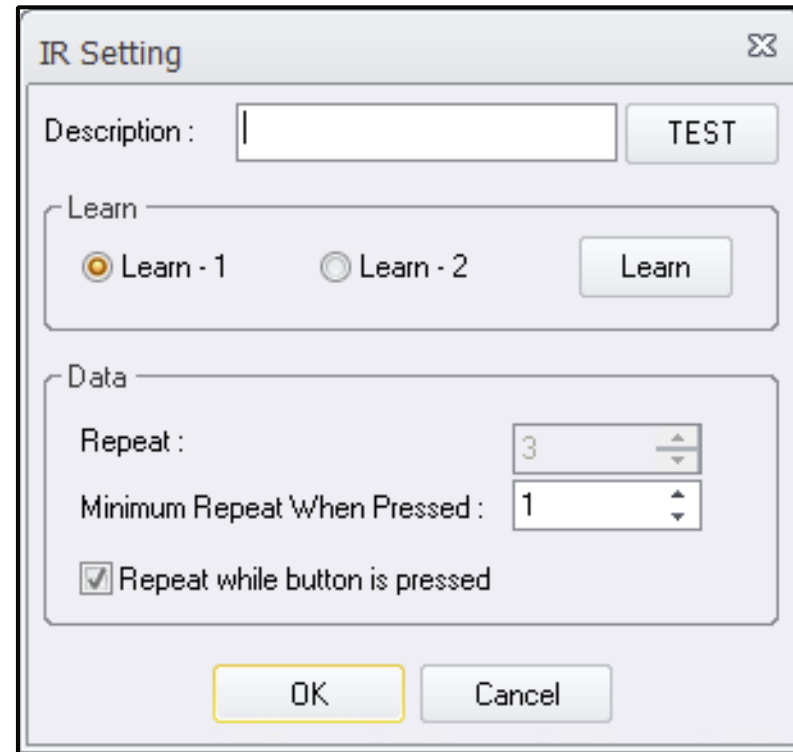 IR Setting
Description :
TEST
Learn
Learn - 1
Learn - 2
Learn
Data
Repeat :
3
Minimum Repeat When Pressed :
1
Repeat while button is pressed
OK
Cancel